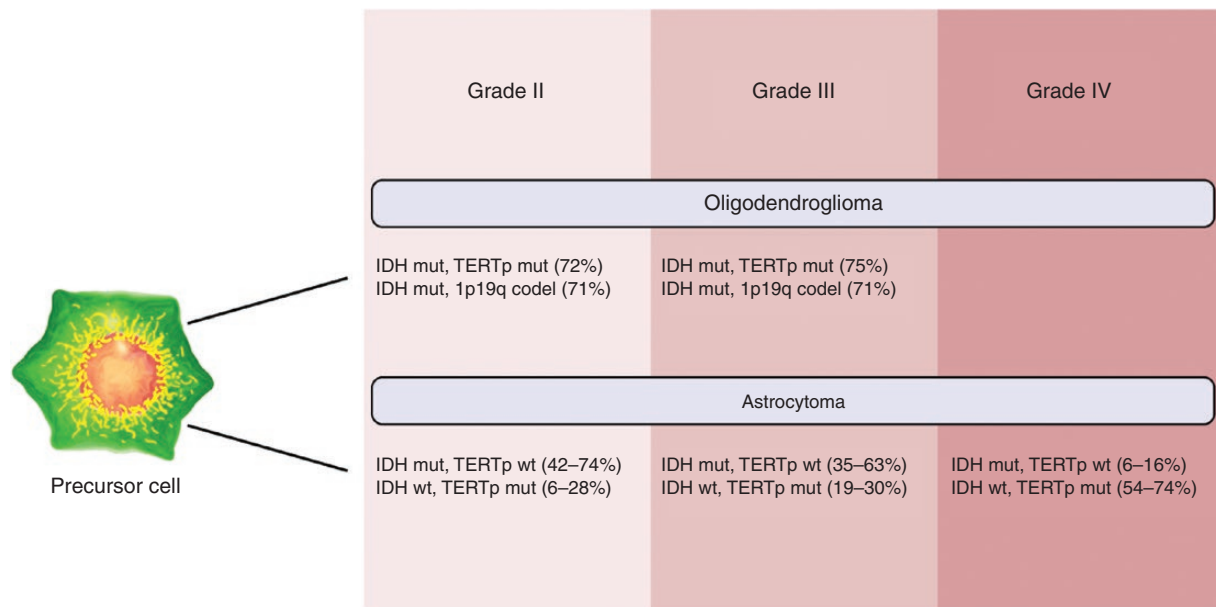 Grade II
Grade III
Grade IV
Oligodendroglioma
IDH mut, TERTp mut (72%)
IDH mut, 1p19q codel (71%)
IDH mut, TERTp mut (75%)
IDH mut, 1p19q codel (71%)
Astrocytoma
IDH mut, TERTp wt (42–74%)
IDH wt, TERTp mut (6–28%)
IDH mut, TERTp wt (35–63%)
IDH wt, TERTp mut (19–30%)
IDH mut, TERTp wt (6–16%)
IDH wt, TERTp mut (54–74%)
Precursor cell